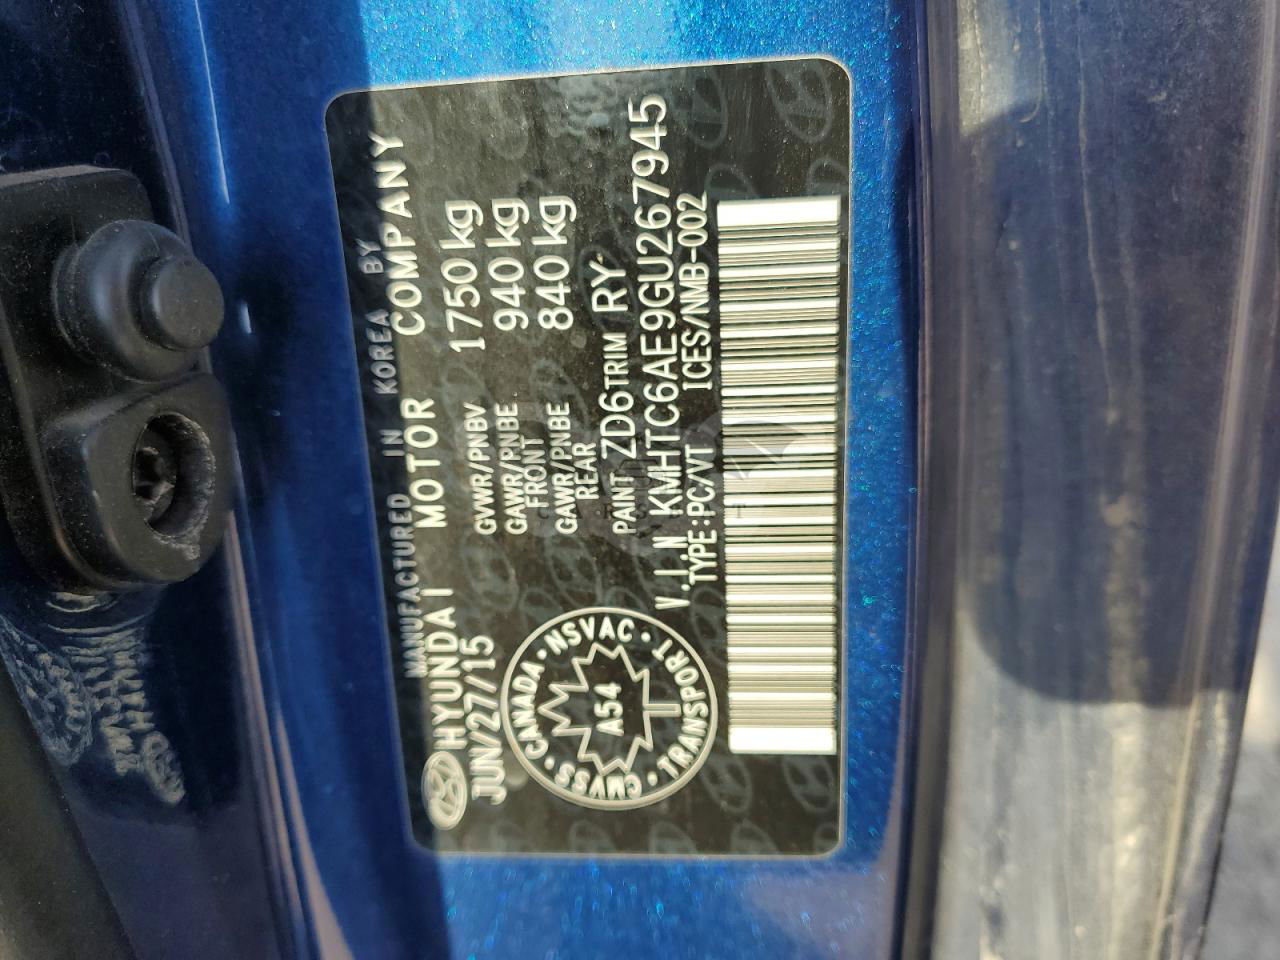 MANUFACTURED IN KOREA BY
HYUNDAI MOTOR COMPANY
JUN/27/15
GVWR/PNBV 1750 kg
GAWR/PNBE FRONT 940 kg
GAWR/PNBE REAR 840 kg
CANADA · NSVAC · TRANSPORT · CMVSS ·
A54
PAINT ZD6 TRIM RY
V.I.N KMHTC6AE9GU267945
TYPE:PC/VT ICES/NMB-002